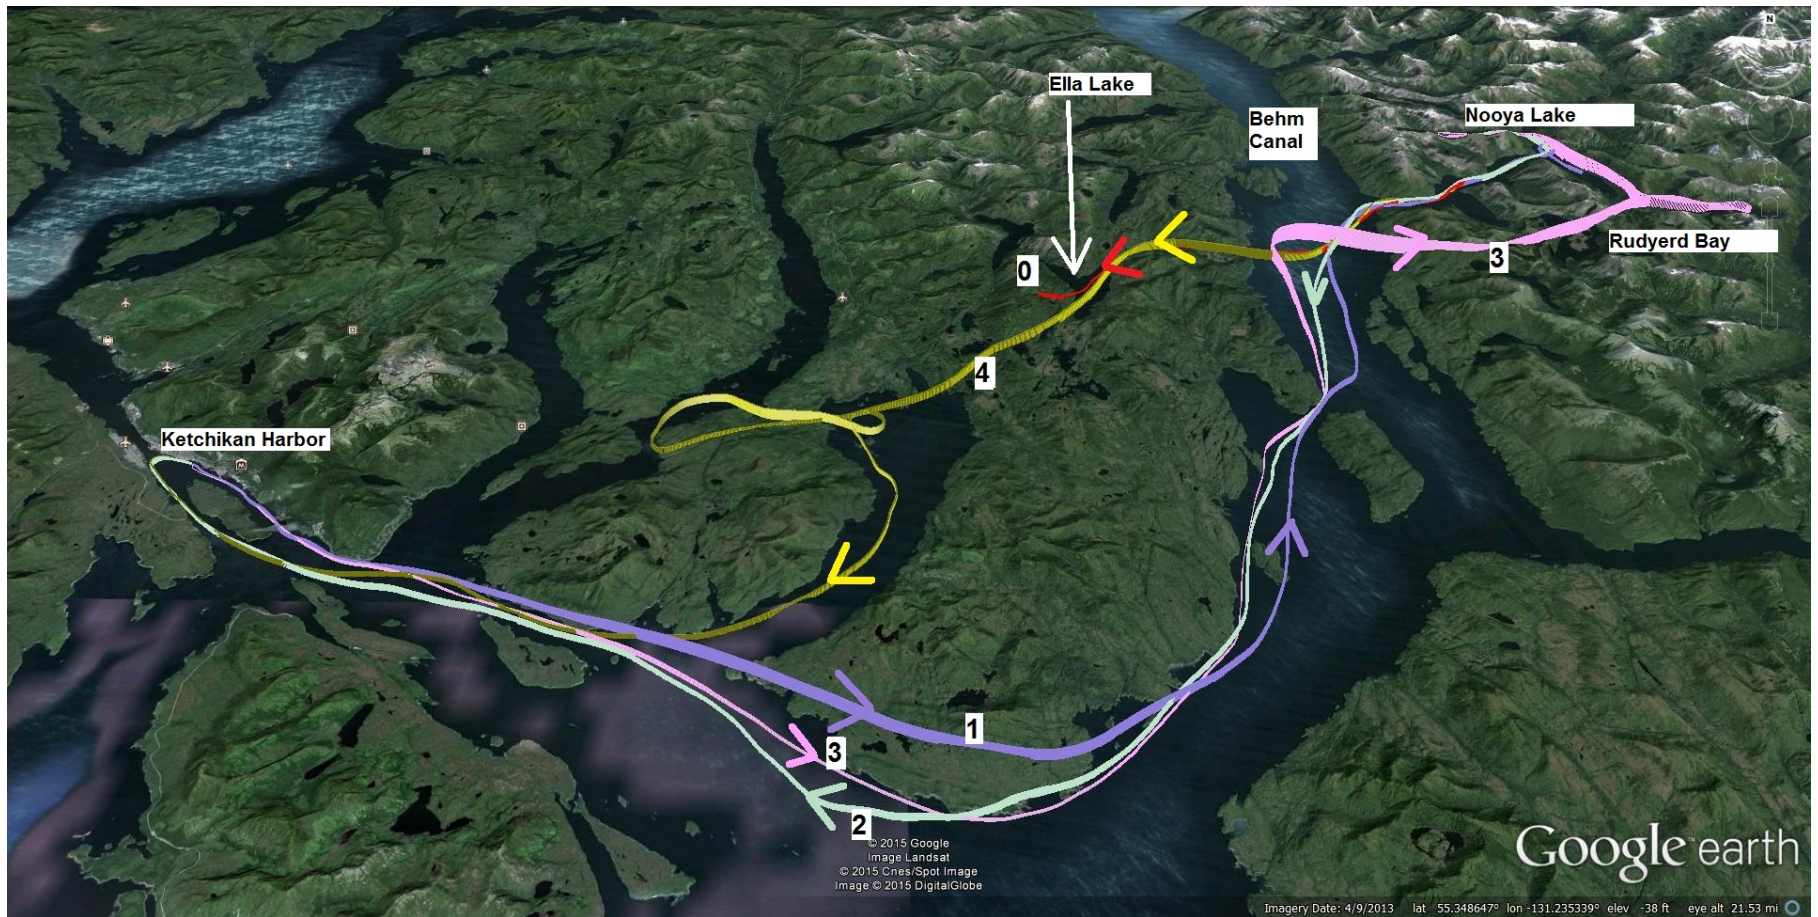 N
Ella Lake
Behm
Canal
Nooya Lake
Rudyerd Bay
0
3
4
Ketchikan Harbor
1
3
2
© 2015 Google
Image Landsat
© 2015 Cnes/Spot Image
Image © 2015 DigitalGlobe
Google earth
Imagery Date: 4/9/2013 lat 55.348647° lon -131.235339° elev -38 ft eye alt 21.53 mi